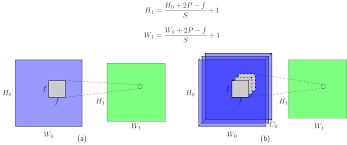 H_1 = \frac{H_0 + 2P - f}{S} + 1
W_1 = \frac{W_0 + 2P - f}{S} + 1
H_0 f f W_0 H_1 W_1 (a)
H_0 f f C_0 W_0 H_1 W_1 (b)